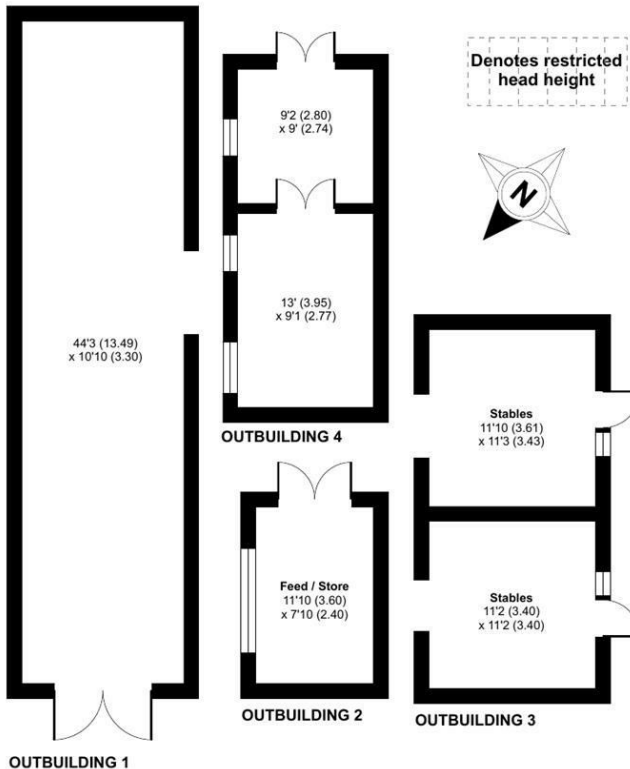 Denotes restricted
head height
N
44'3 (13.49)
x 10'10 (3.30)
OUTBUILDING 1
9'2 (2.80)
x 9' (2.74)
13' (3.95)
x 9'1 (2.77)
OUTBUILDING 4
Feed / Store
11'10 (3.60)
x 7'10 (2.40)
OUTBUILDING 2
Stables
11'10 (3.61)
x 11'3 (3.43)
Stables
11'2 (3.40)
x 11'2 (3.40)
OUTBUILDING 3